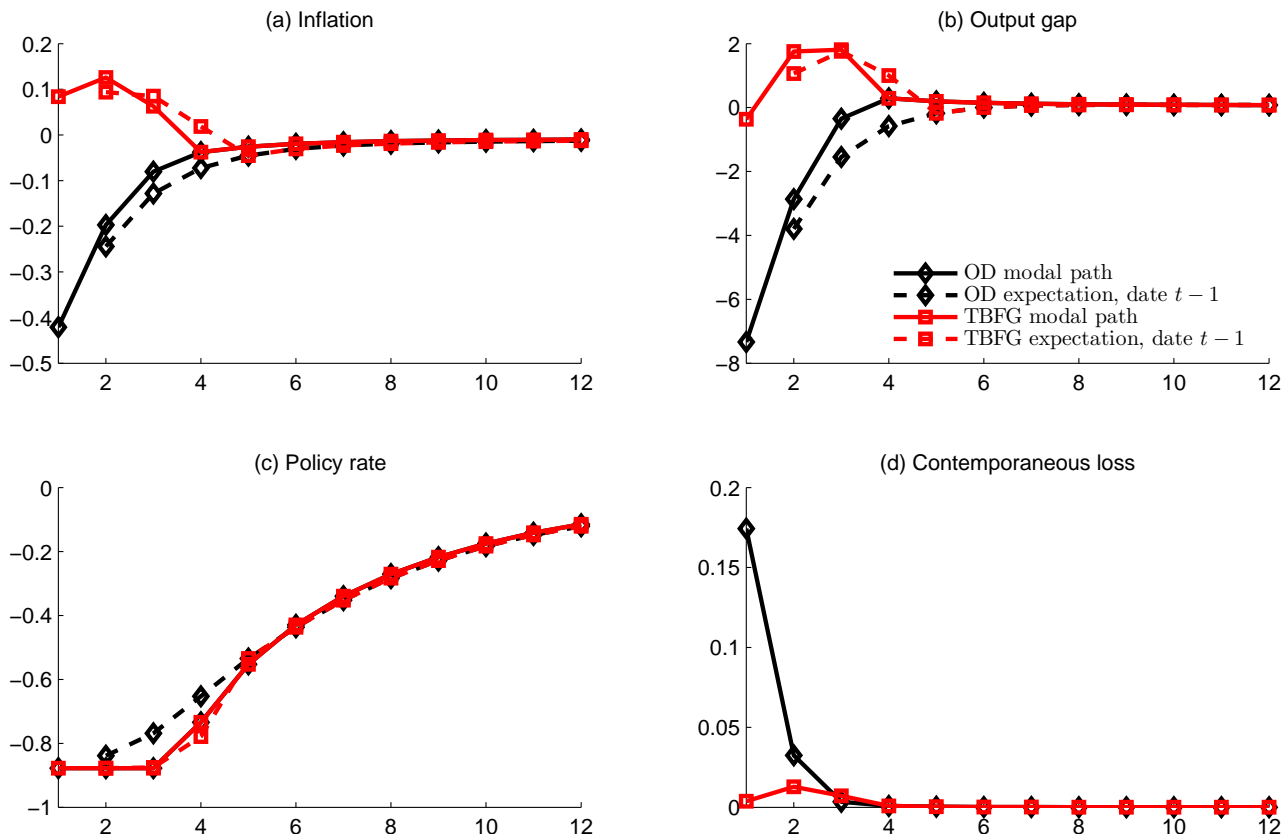 (a) Inflation
0.2
0.1
0
−0.1
−0.2
−0.3
−0.4
−0.5
2 4 6 8 10 12
(b) Output gap
2
0
−2
−4
−6
−8
2 4 6 8 10 12
OD modal path
OD expectation, date t − 1
TBFG modal path
TBFG expectation, date t − 1
(c) Policy rate
0
−0.2
−0.4
−0.6
−0.8
−1
2 4 6 8 10 12
(d) Contemporaneous loss
0.2
0.15
0.1
0.05
0
2 4 6 8 10 12